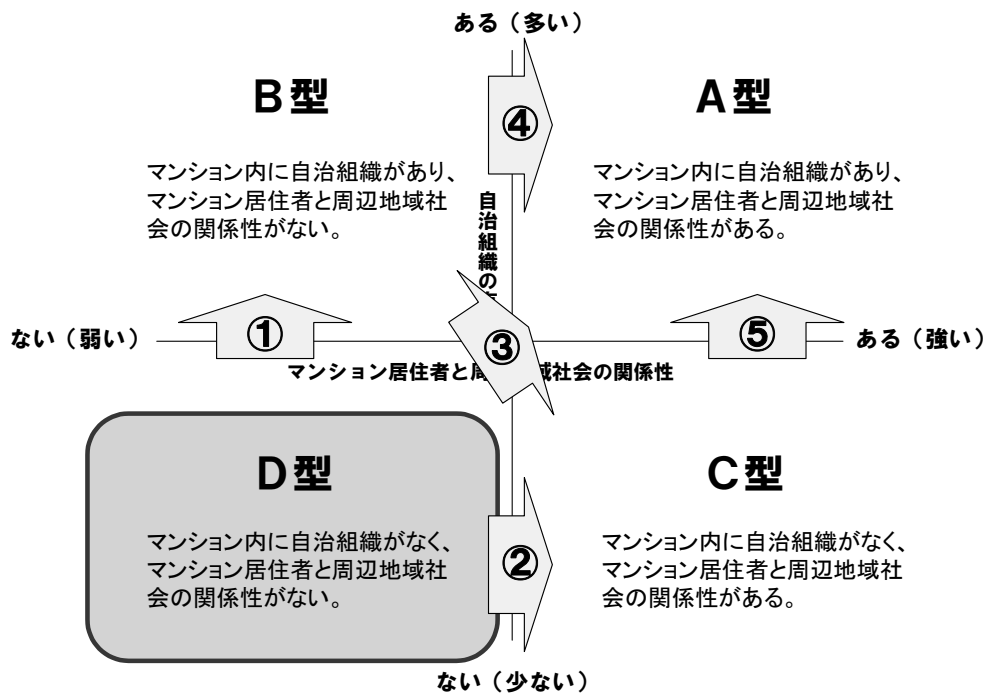 ある（多い）
B型
A型
④
マンション内に自治組織があり、
マンション居住者と周辺地域社
会の関係性がない。
マンション内に自治組織があり、
マンション居住者と周辺地域社
会の関係性がある。
自治組織の
①
③
⑤
ない（弱い）
ある（強い）
マンション居住者と周 域社会の関係性
D型
C型
マンション内に自治組織がなく、
マンション居住者と周辺地域社
会の関係性がない。
②
マンション内に自治組織がなく、
マンション居住者と周辺地域社
会の関係性がある。
ない（少ない）